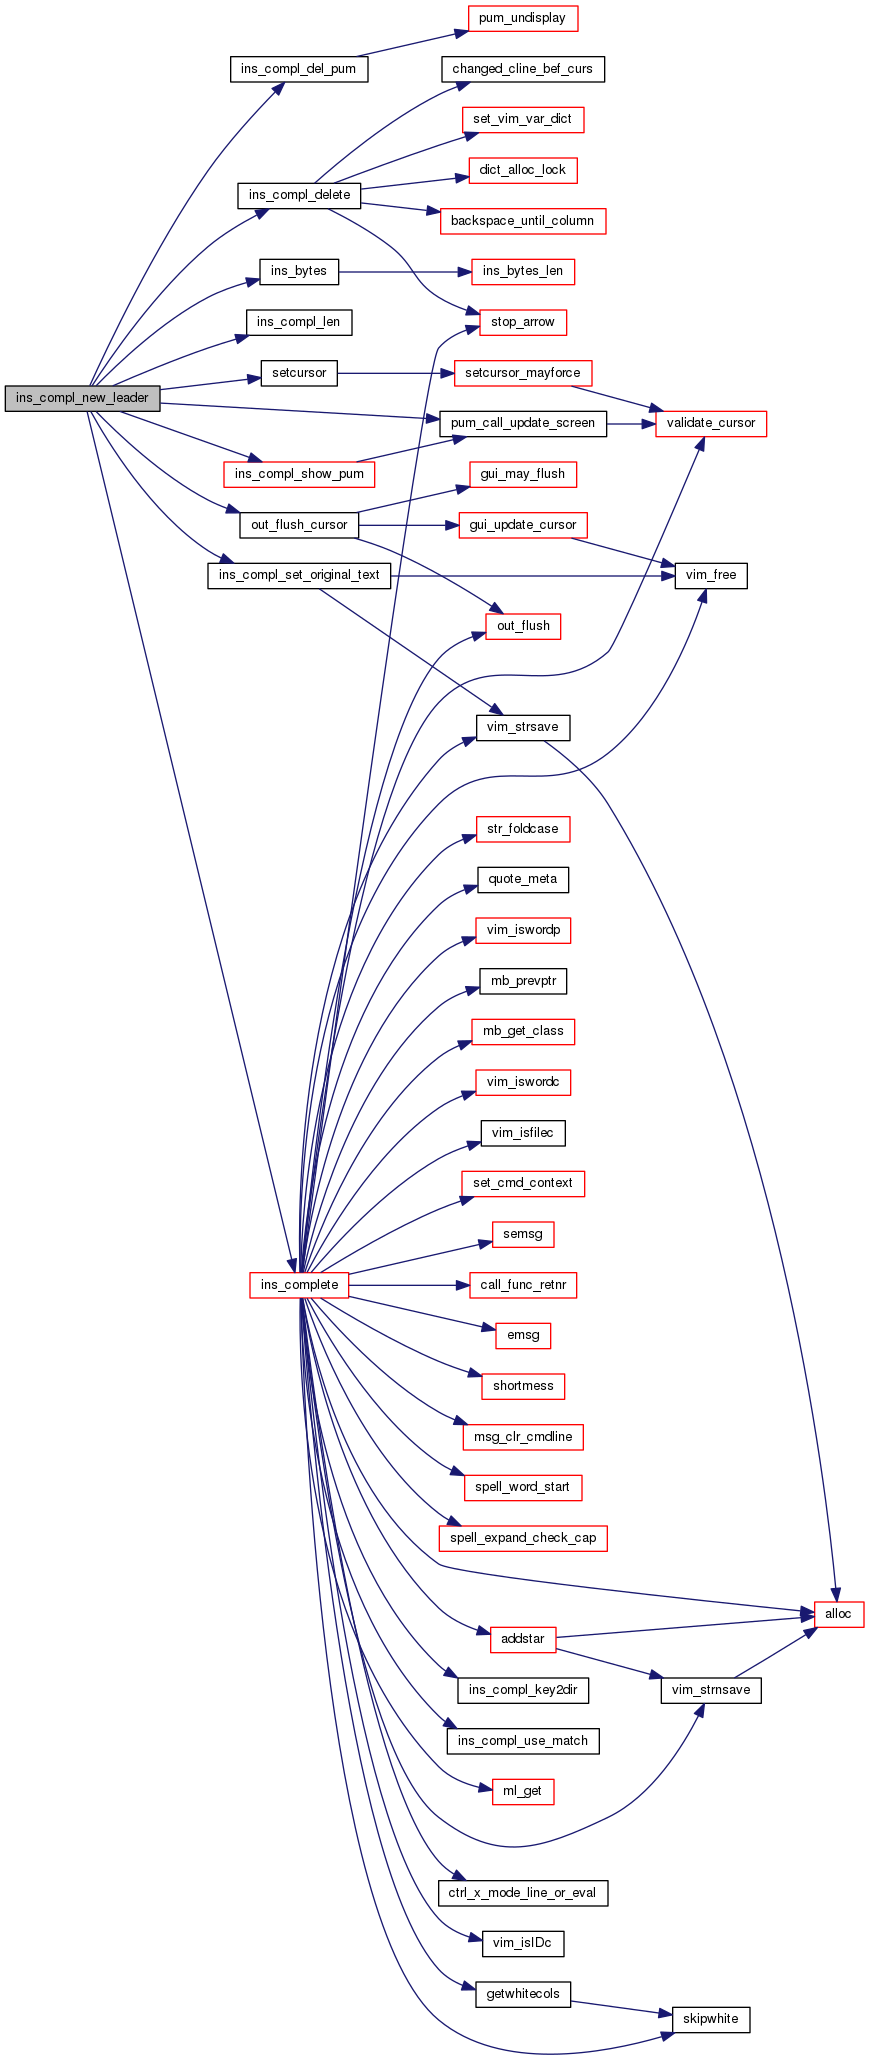 pum_undisplay
ins_compl_del_pum
changed_cline_bef_curs
set_vim_var_dict
dict_alloc_lock
ins_compl_delete
backspace_until_column
ins_bytes
ins_bytes_len
ins_compl_len
stop_arrow
setcursor
setcursor_mayforce
ins_compl_new_leader
pum_call_update_screen
validate_cursor
ins_compl_show_pum
gui_may_flush
out_flush_cursor
gui_update_cursor
ins_compl_set_original_text
vim_free
out_flush
vim_strsave
str_foldcase
quote_meta
vim_iswordp
mb_prevptr
mb_get_class
vim_iswordc
vim_isfilec
set_cmd_context
semsg
ins_complete
call_func_retnr
emsg
shortmess
msg_clr_cmdline
spell_word_start
spell_expand_check_cap
alloc
addstar
ins_compl_key2dir
vim_strnsave
ins_compl_use_match
ml_get
ctrl_x_mode_line_or_eval
vim_isIDc
getwhitecols
skipwhite